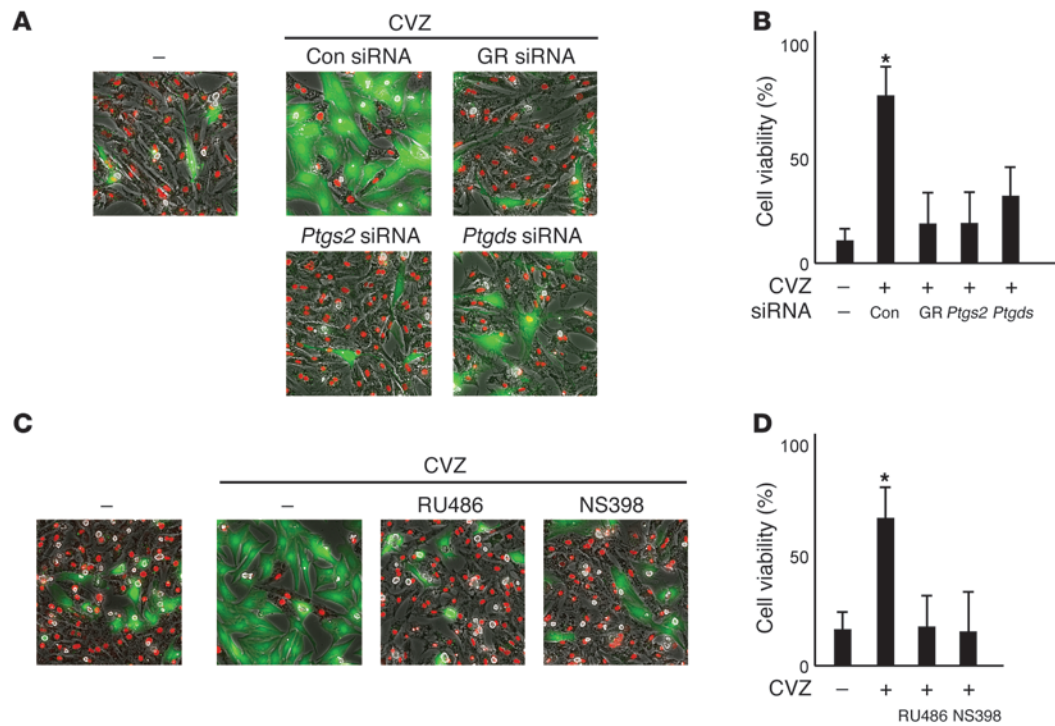 A
CVZ
–
Con siRNA
GR siRNA
Ptgs2 siRNA
Ptgds siRNA
B
Cell viability (%)
100
50
0
*
CVZ – + + + +
siRNA – Con GR Ptgs2 Ptgds
C
CVZ
–
–
RU486
NS398
D
Cell viability (%)
100
50
0
*
CVZ – + + +
RU486 NS398